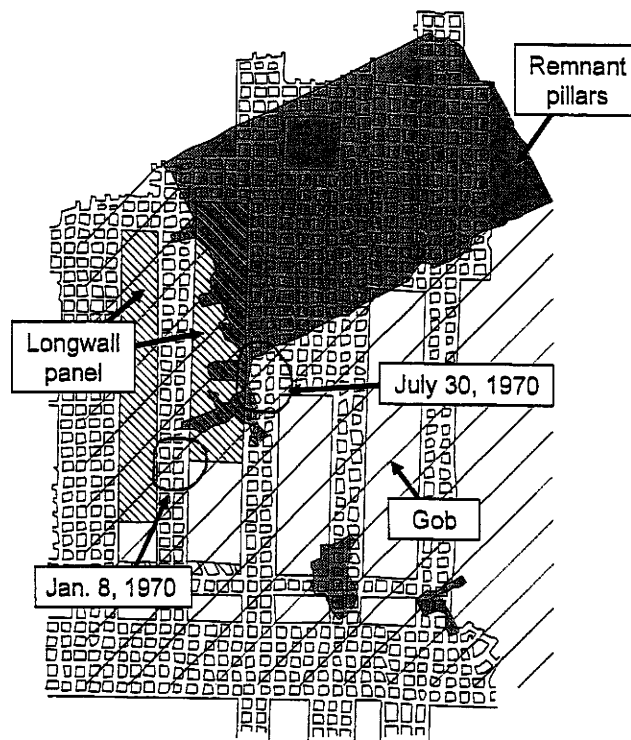 Remnant
pillars
Longwall
panel
July 30, 1970
Gob
Jan. 8, 1970